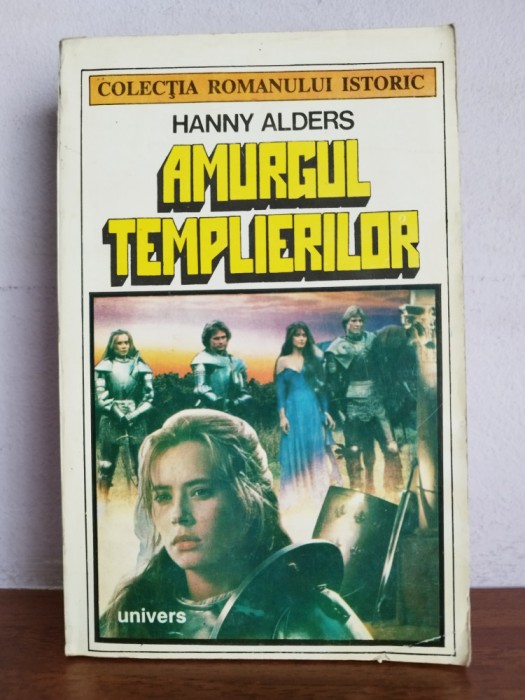 COLECŢIA ROMANULUI ISTORIC
HANNY ALDERS
AMURGUL
TEMPLIERILOR
univers